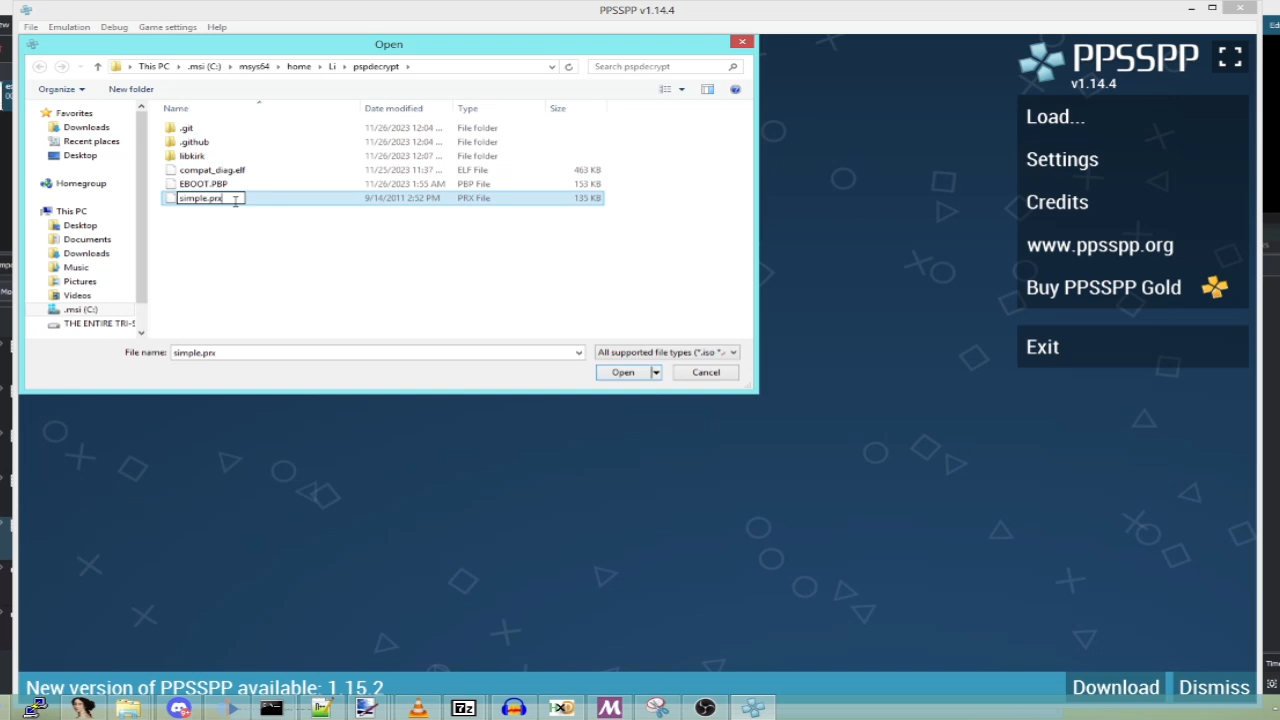 PPSSPP v1.14.4
File Emulation Debug Game settings Help
Open
This PC .msi (C:) msys64 home Li pspdecrypt
Search pspdecrypt
Organize New folder
Name Date modified Type Size
Favorites
Downloads
Recent places
Desktop
Homegroup
This PC
Desktop
Documents
Downloads
Music
Pictures
Videos
.msi (C:)
THE ENTIRE TRI-S
.git 11/26/2023 12:04 ... File folder
.github 11/26/2023 12:04 ... File folder
libkirk 11/26/2023 12:07 ... File folder
compat_diag.elf 11/25/2023 11:37 ... ELF File 463 KB
EBOOT.PBP 11/26/2023 1:55 AM PBP File 153 KB
simple.prx 9/14/2011 2:52 PM PRX File 135 KB
File name: simple.prx
All supported file types (*.iso
Open Cancel
PPSSPP
v1.14.4
Load...
Settings
Credits
www.ppsspp.org
Buy PPSSPP Gold
Exit
New version of PPSSPP available: 1.15.2
Download Dismiss
7z